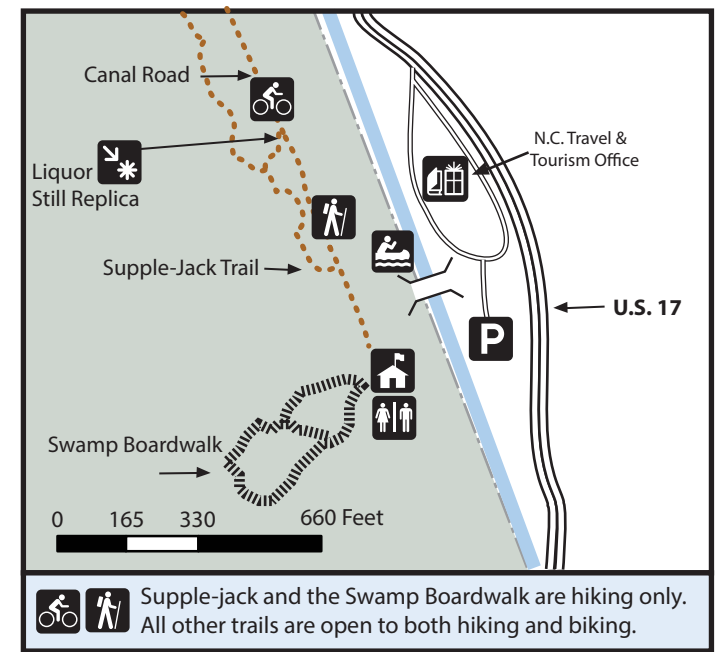 Canal Road
N.C. Travel &
Tourism Office
Liquor
Still Replica
Supple-Jack Trail
U.S. 17
P
Swamp Boardwalk
0 165 330 660 Feet
Supple-jack and the Swamp Boardwalk are hiking only.
All other trails are open to both hiking and biking.